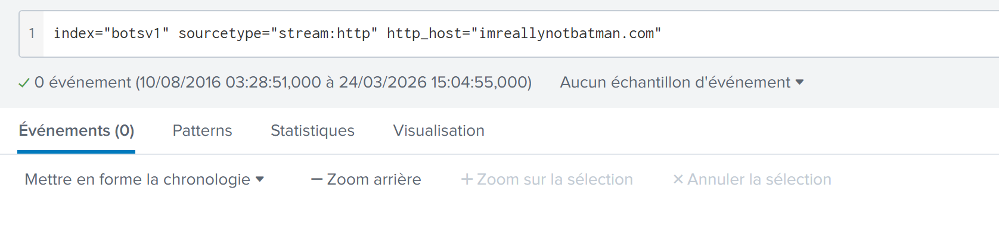 1 index="botsv1" sourcetype="stream:http" http_host="imreallynotbatman.com"
0 événement (10/08/2016 03:28:51,000 à 24/03/2026 15:04:55,000) Aucun échantillon d'événement
Événements (0) Patterns Statistiques Visualisation
Mettre en forme la chronologie – Zoom arrière + Zoom sur la sélection × Annuler la sélection